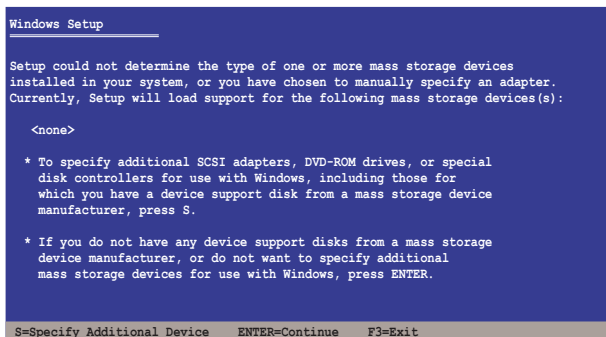 Windows Setup
Setup could not determine the type of one or more mass storage devices
installed in your system, or you have chosen to manually specify an adapter.
Currently, Setup will load support for the following mass storage devices(s):
<none>
* To specify additional SCSI adapters, DVD-ROM drives, or special
disk controllers for use with Windows, including those for
which you have a device support disk from a mass storage device
manufacturer, press S.
* If you do not have any device support disks from a mass storage
device manufacturer, or do not want to specify additional
mass storage devices for use with Windows, press ENTER.
S=Specify Additional Device ENTER=Continue F3=Exit